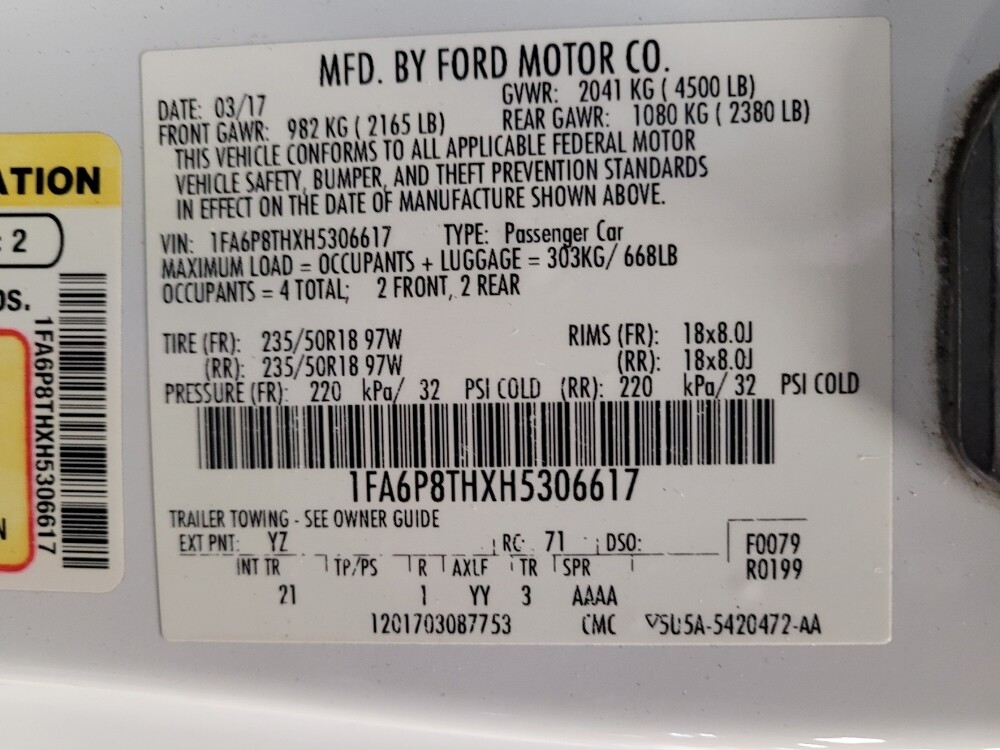 MFD. BY FORD MOTOR CO.
DATE: 03/17 GVWR: 2041 KG ( 4500 LB)
FRONT GAWR: 982 KG ( 2165 LB) REAR GAWR: 1080 KG ( 2380 LB)
THIS VEHICLE CONFORMS TO ALL APPLICABLE FEDERAL MOTOR
VEHICLE SAFETY, BUMPER, AND THEFT PREVENTION STANDARDS
IN EFFECT ON THE DATE OF MANUFACTURE SHOWN ABOVE.
VIN: 1FA6P8THXH5306617 TYPE: Passenger Car
MAXIMUM LOAD = OCCUPANTS + LUGGAGE = 303KG/ 668LB
OCCUPANTS = 4 TOTAL; 2 FRONT, 2 REAR
TIRE (FR): 235/50R18 97W RIMS (FR): 18x8.0J
(RR): 235/50R18 97W (RR): 18x8.0J
PRESSURE (FR): 220 kPa/ 32 PSI COLD (RR): 220 kPa/ 32 PSI COLD
1FA6P8THXH5306617
TRAILER TOWING - SEE OWNER GUIDE
EXT PNT: YZ RC: 71 DSO: F0079
INT TR TP/PS R AXLE TR SPR R0199
21 1 YY 3 AAAA
1201703087753 CMC 5U5A-5420472-AA
ATION
: 2
OS.
1FA6P8THXH5306617
N